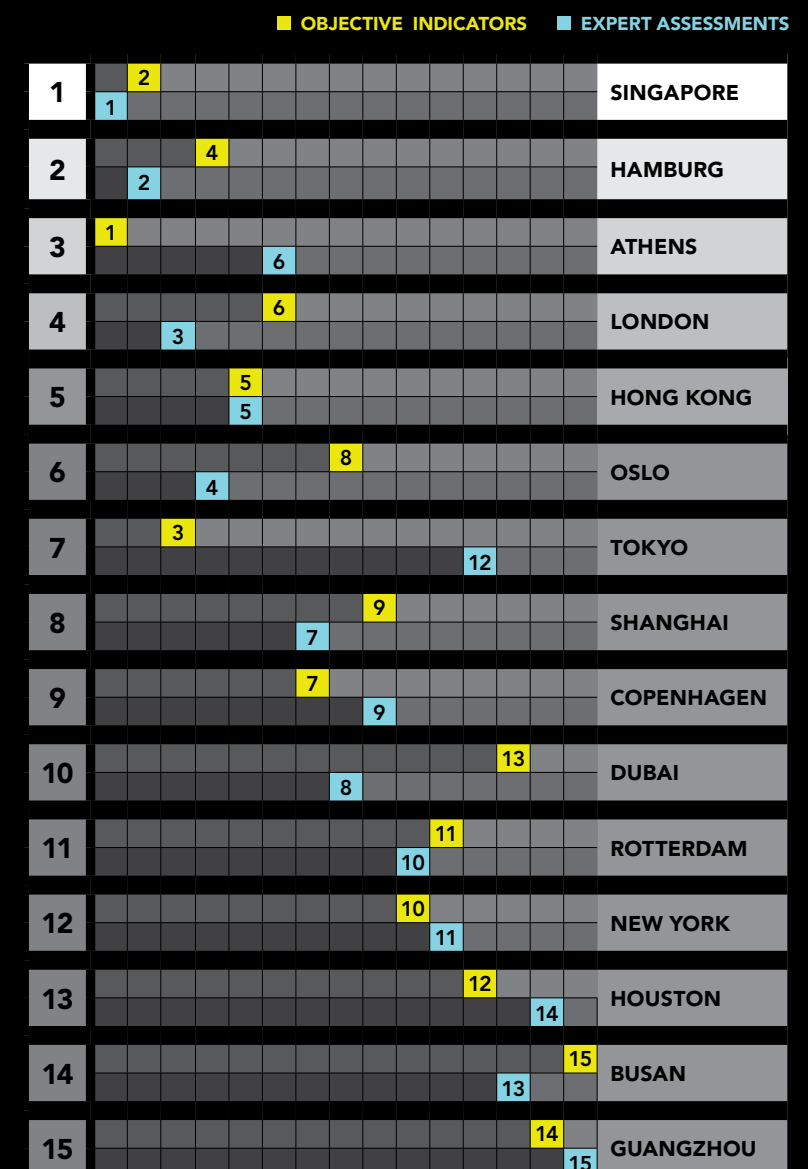 OBJECTIVE INDICATORS EXPERT ASSESSMENTS
2
1 SINGAPORE
1
4
2 HAMBURG
2
1
3 ATHENS
6
6
4 LONDON
3
5
5 HONG KONG
5
8
6 OSLO
4
3
7 TOKYO
12
9
8 SHANGHAI
7
7
9 COPENHAGEN
9
13
10 DUBAI
8
11
11 ROTTERDAM
10
10
12 NEW YORK
11
12
13 HOUSTON
14
15
14 BUSAN
13
14
15 GUANGZHOU
15